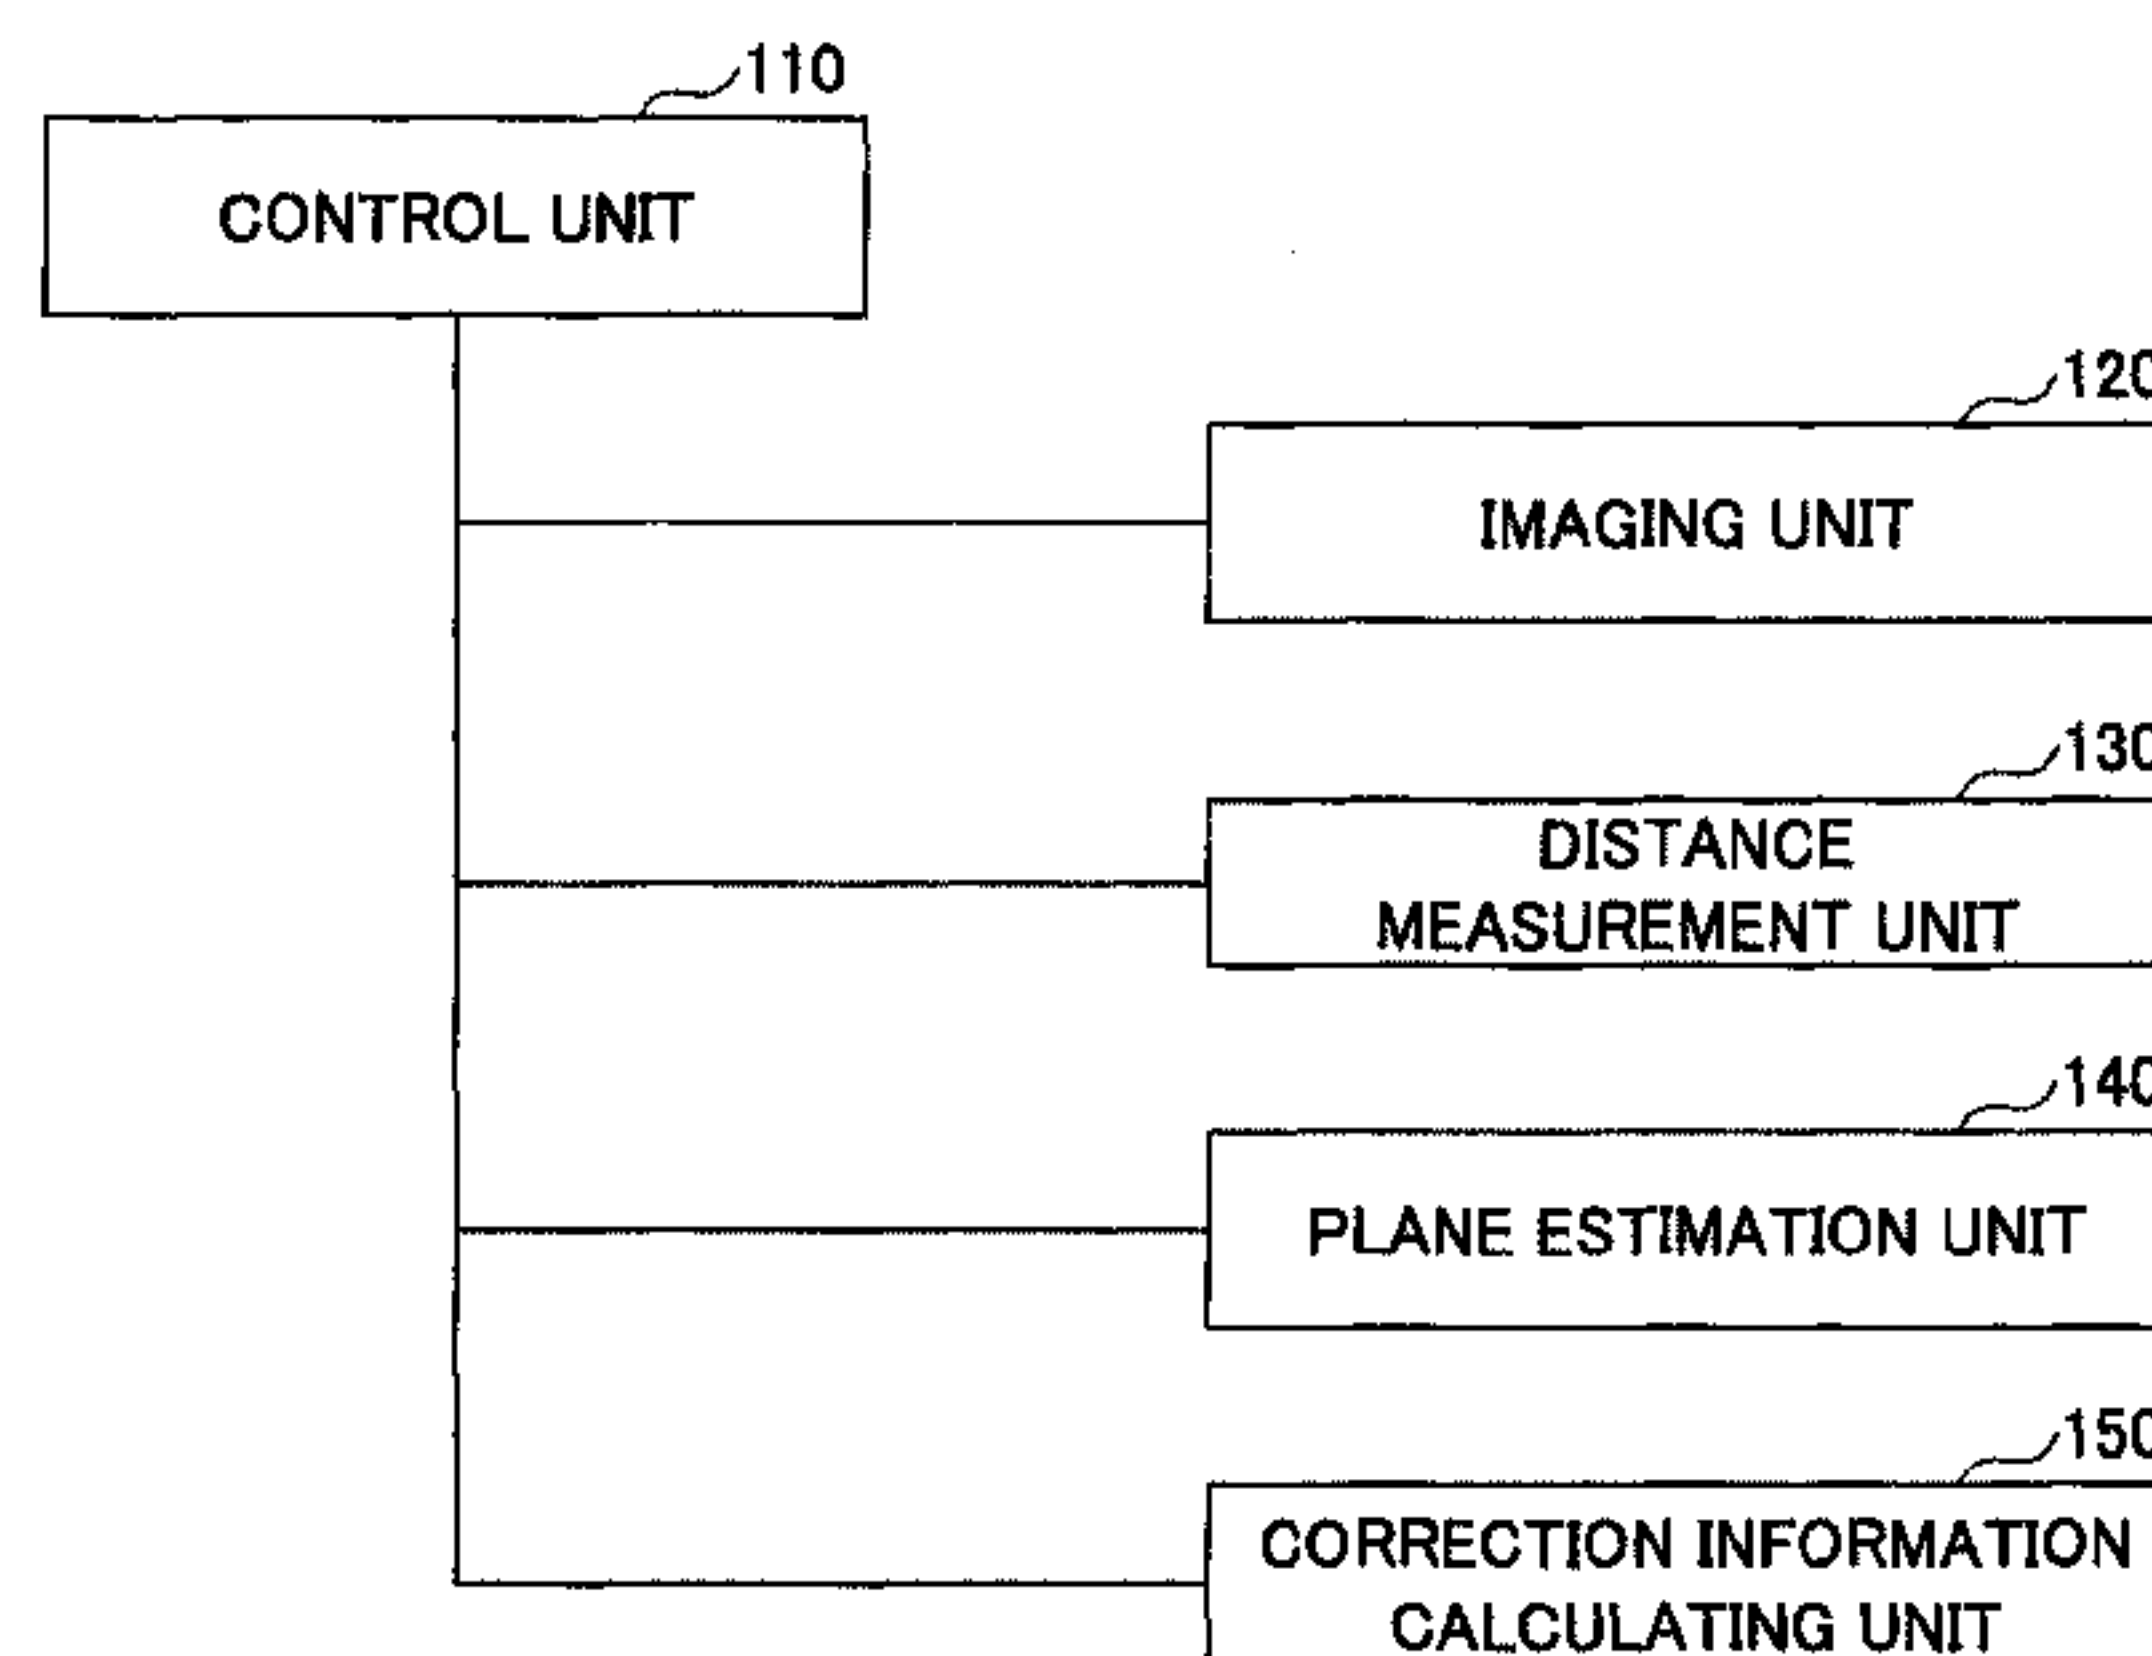 110
CONTROL UNIT
120
IMAGING UNIT
130
DISTANCE
MEASUREMENT UNIT
140
PLANE ESTIMATION UNIT
150
CORRECTION INFORMATION
CALCULATING UNIT